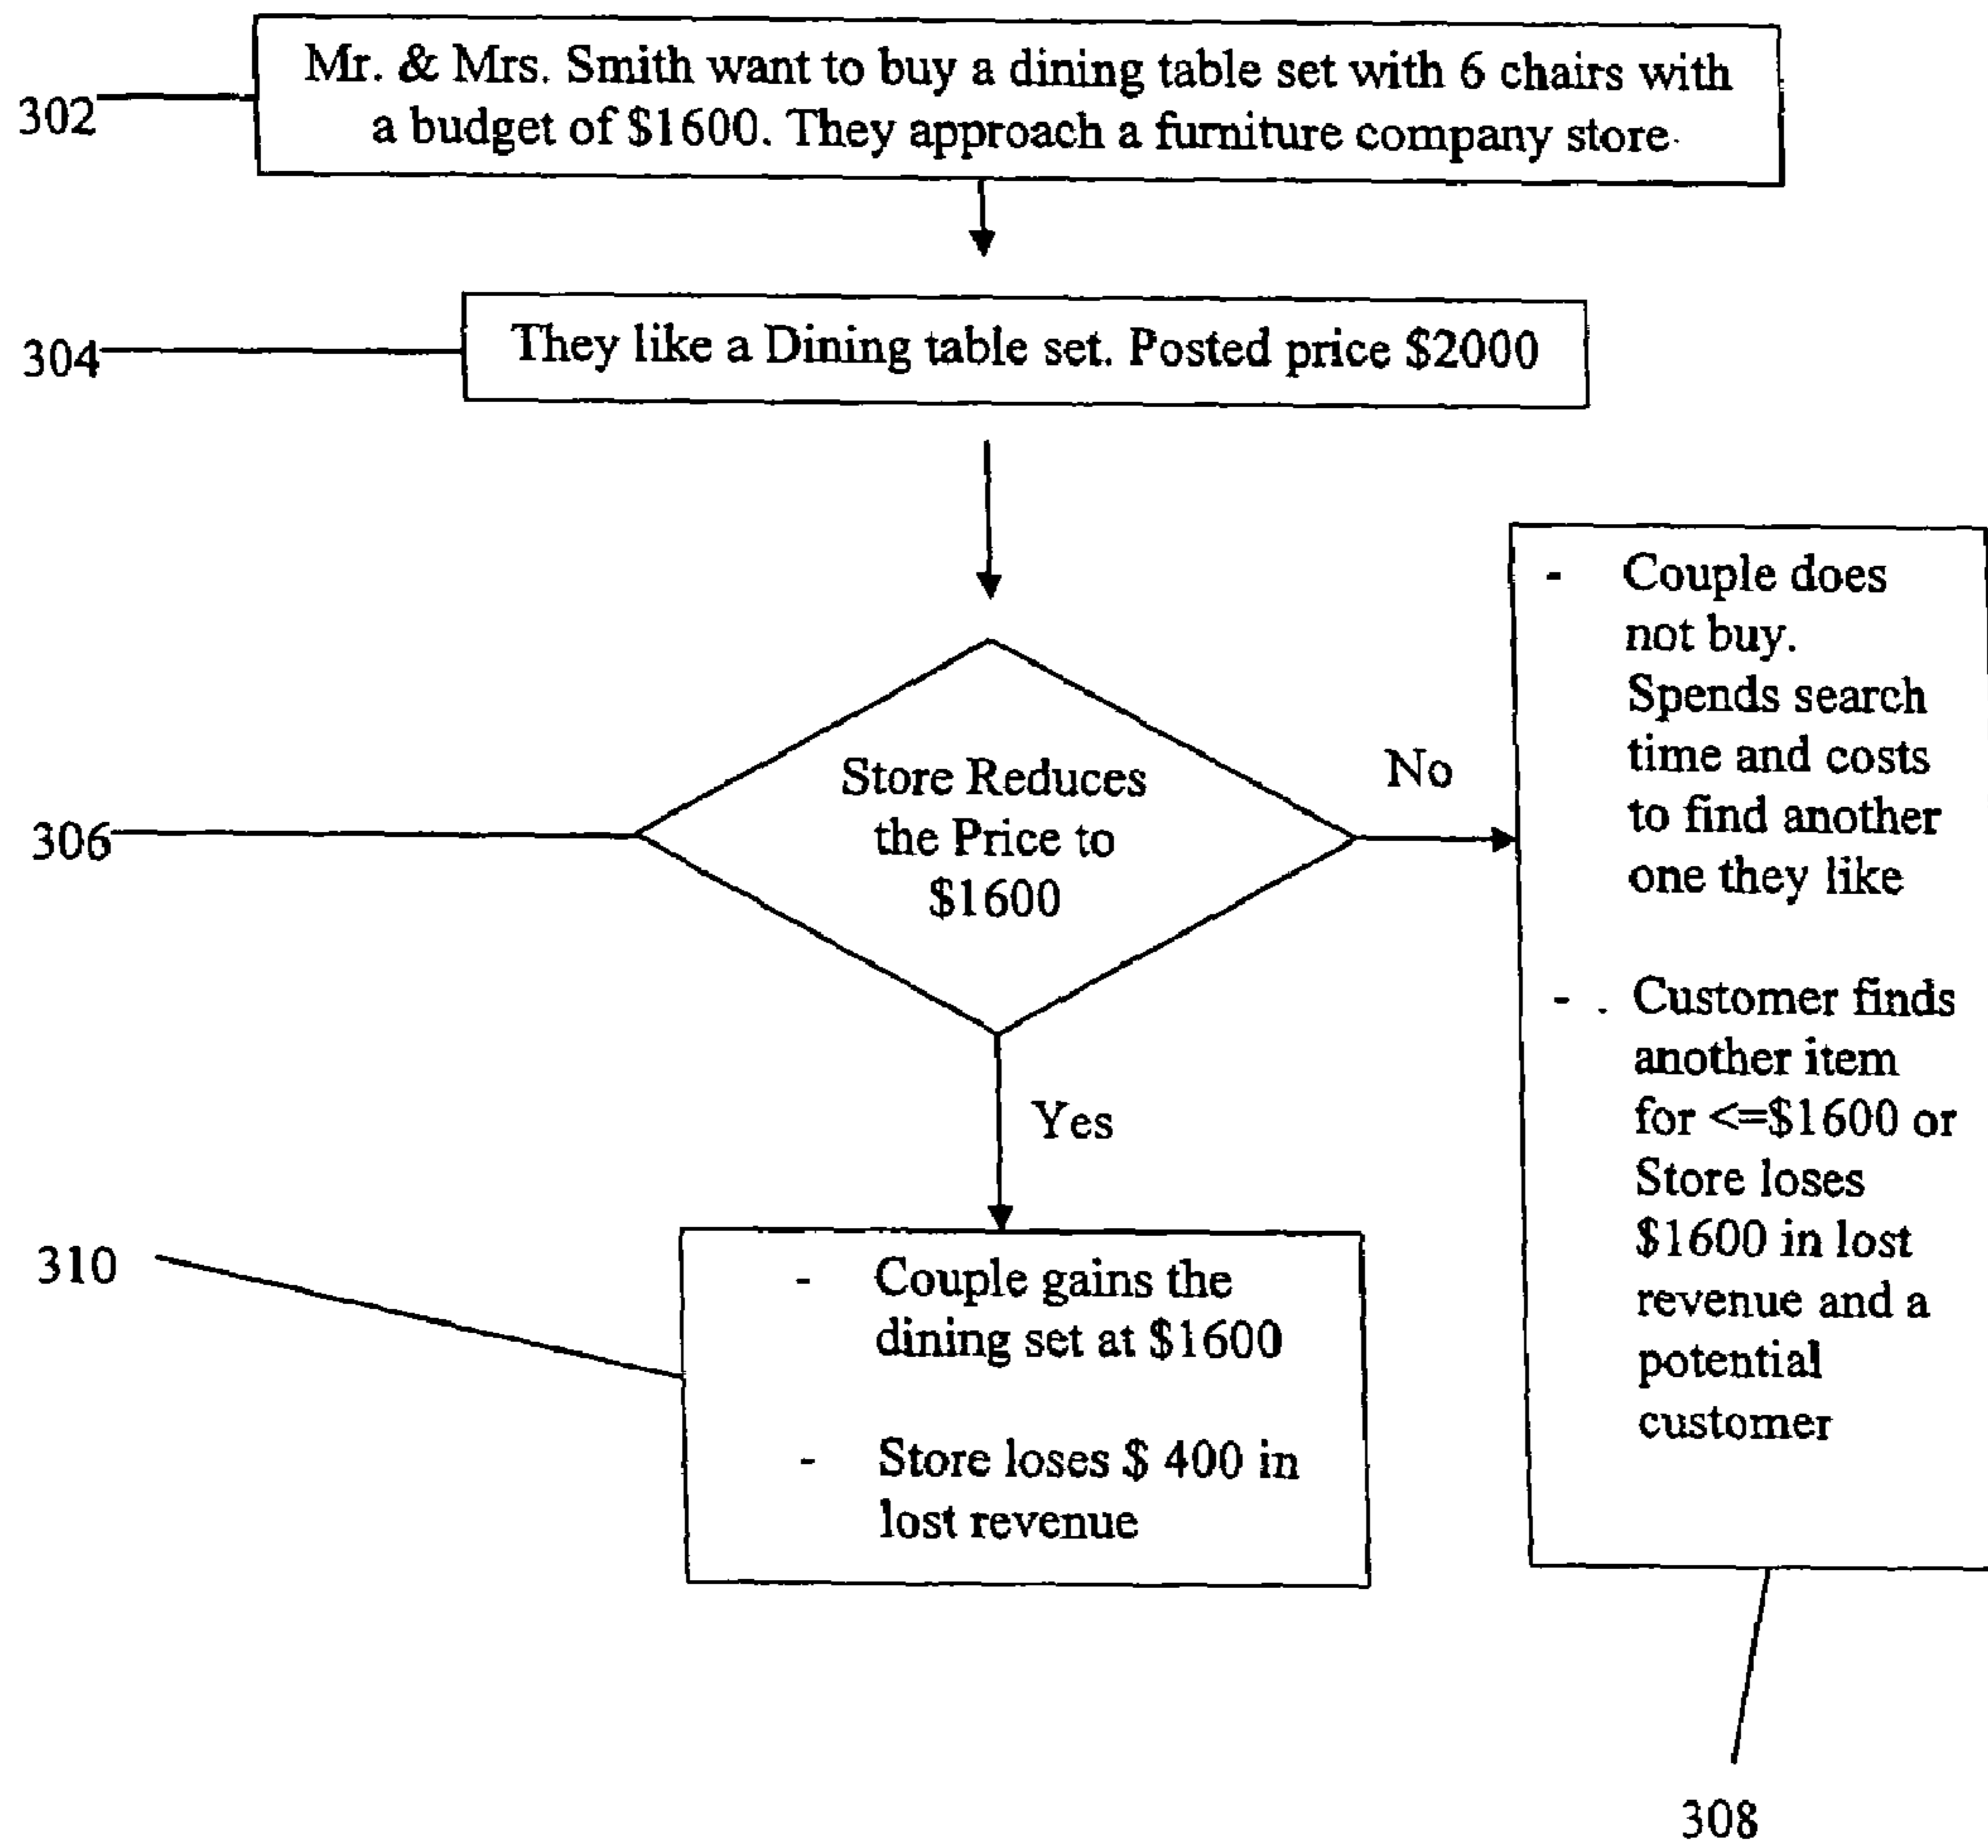 Mr. & Mrs. Smith want to buy a dining table set with 6 chairs with
a budget of $1600. They approach a furniture company store
302
They like a Dining table set. Posted price $2000
304
Store Reduces
the Price to
$1600
306
No
- Couple does
not buy.
Spends search
time and costs
to find another
one they like
- . Customer finds
another item
for <=$1600 or
Store loses
$1600 in lost
revenue and a
potential
customer
Yes
310
- Couple gains the
dining set at $1600
- Store loses $ 400 in
lost revenue
308